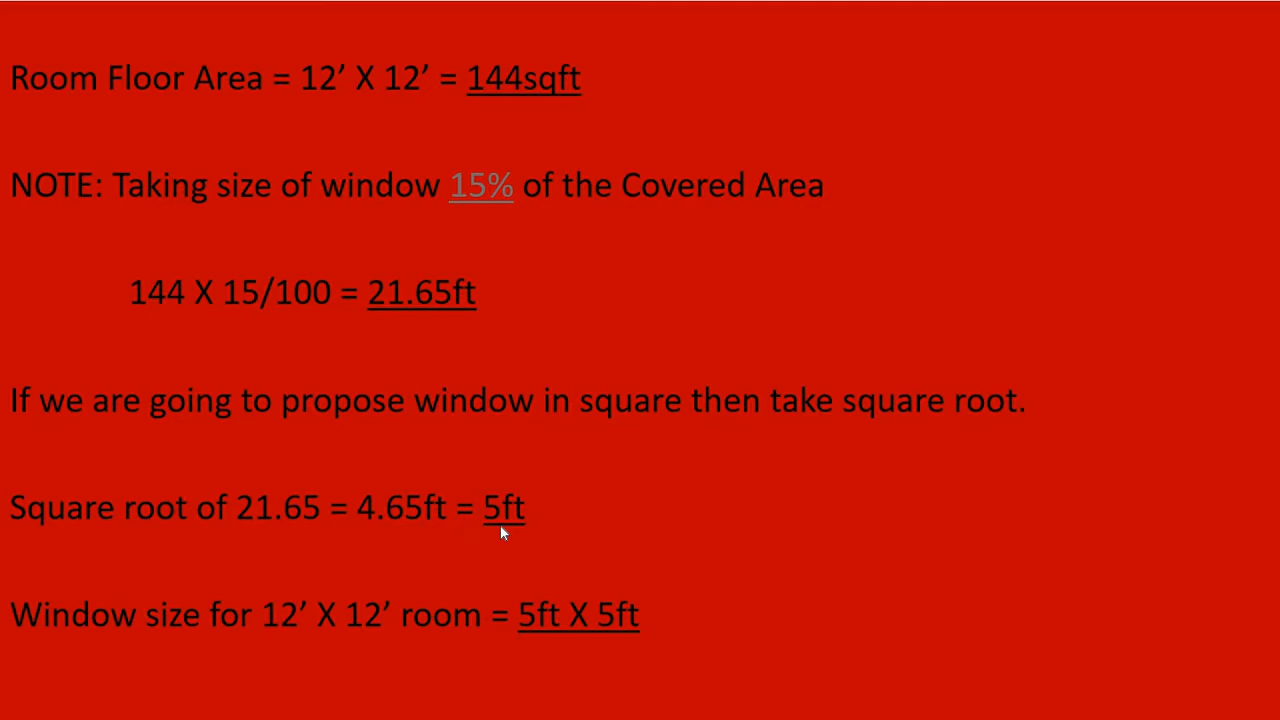 Room Floor Area = 12’ X 12’ = 144sqft
NOTE: Taking size of window 15% of the Covered Area
144 X 15/100 = 21.65ft
If we are going to propose window in square then take square root.
Square root of 21.65 = 4.65ft = 5ft
Window size for 12’ X 12’ room = 5ft X 5ft